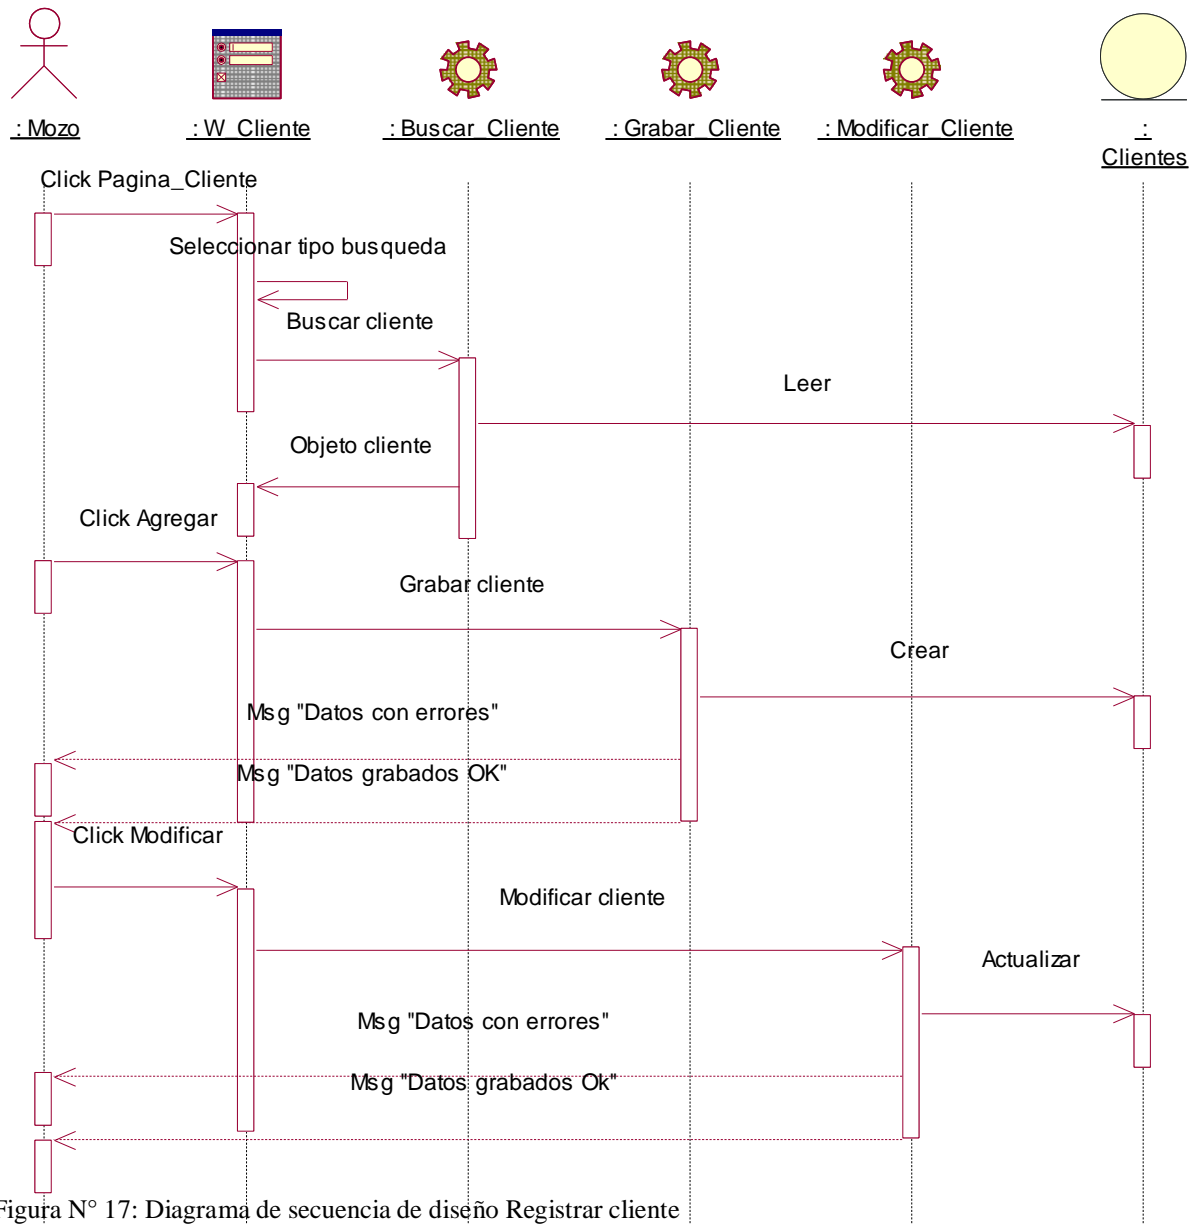 : Mozo
: W_Cliente
: Buscar_Cliente
: Grabar_Cliente
: Modificar_Cliente
:
Clientes
Click Pagina_Cliente
Seleccionar tipo busqueda
Buscar cliente
Leer
Objeto cliente
Click Agregar
Grabar cliente
Crear
Msg "Datos con errores"
Msg "Datos grabados OK"
Click Modificar
Modificar cliente
Actualizar
Msg "Datos con errores"
Msg "Datos grabados Ok"
Figura N° 17: Diagrama de secuencia de diseño Registrar cliente